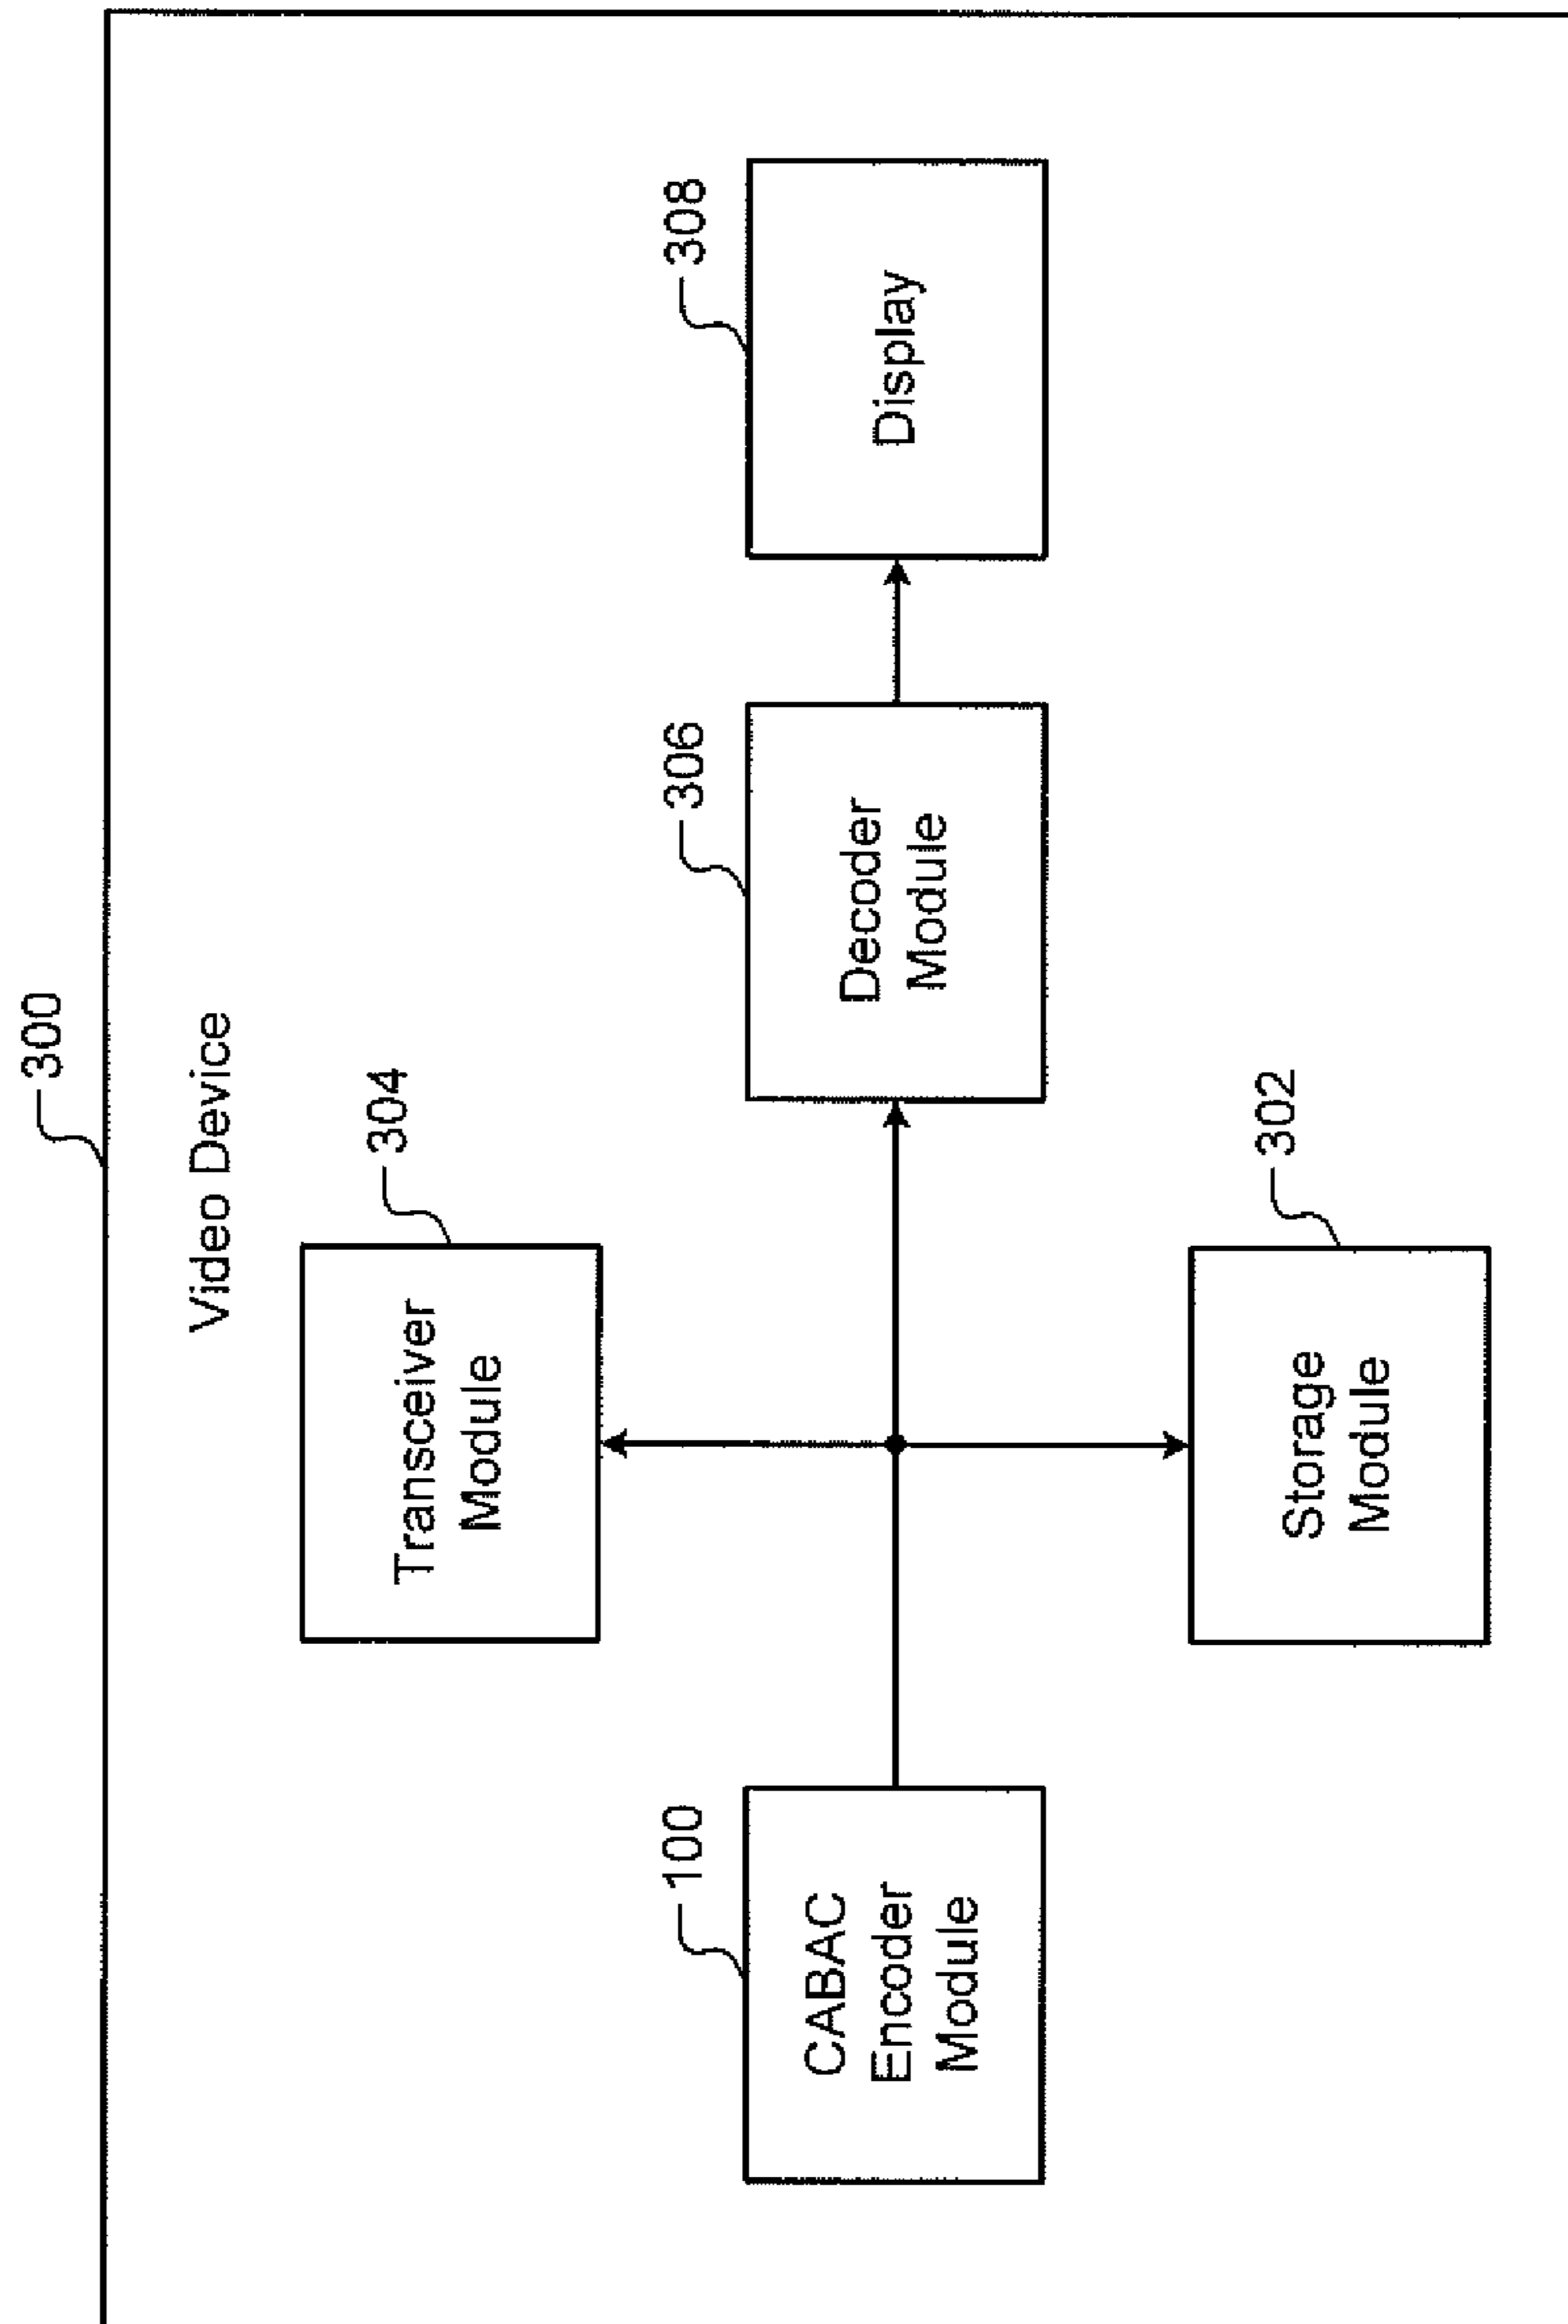 300
Video Device
304
Transceiver
Module
100
CABAC
Encoder
Module
306
Decoder
Module
308
Display
302
Storage
Module